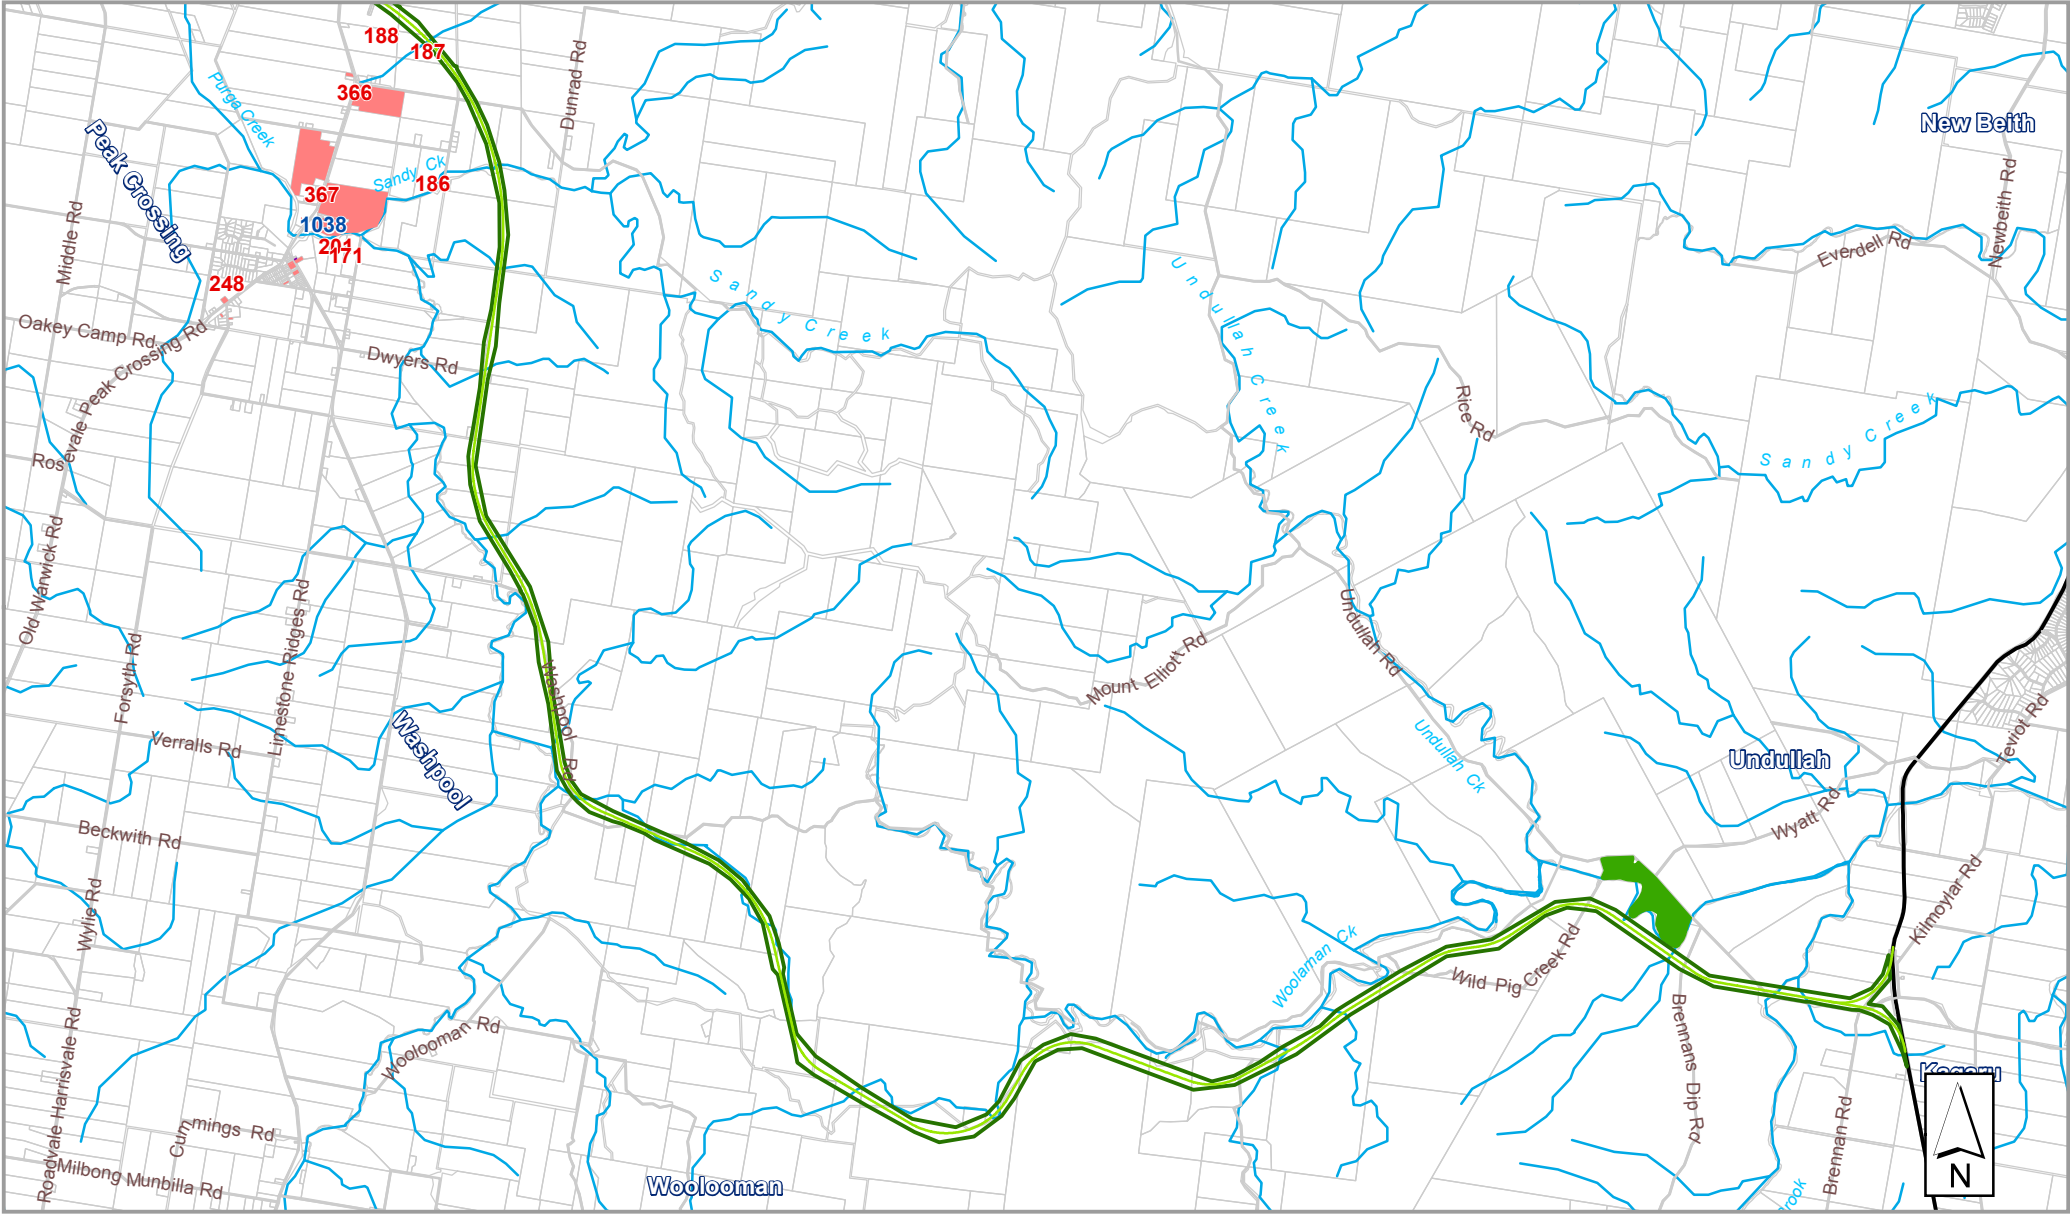 188
187
Dunrad Rd
366
Purga Creek
New Beith
Peak Crossing
Sandy Ck
186
367
Newbeith Rd
1038
Middle Rd
201
171
Everdell Rd
248
Undullah Creek
Sandy Creek
Oakey Camp Rd
Rosevale Peak Crossing Rd
Dwyers Rd
Rice Rd
Sandy Creek
Old Warwick Rd
Limestone Ridges Rd
Forsyth Rd
Undullah Rd
Mount Elliott Rd
Washpool Rd
Verralls Rd
Washpool
Undullah Ck
Undullah
Teviot Rd
Wyatt Rd
Beckwith Rd
Wylie Rd
Kilmoylar Rd
Woolaman Ck
Wild Pig Creek Rd
Woolooman Rd
Brennans Dip Rd
Roadvale Harrisvale Rd
Kagaru
Cummings Rd
Brennan Rd
Milbong Munbilla Rd
Woolooman
rook
N